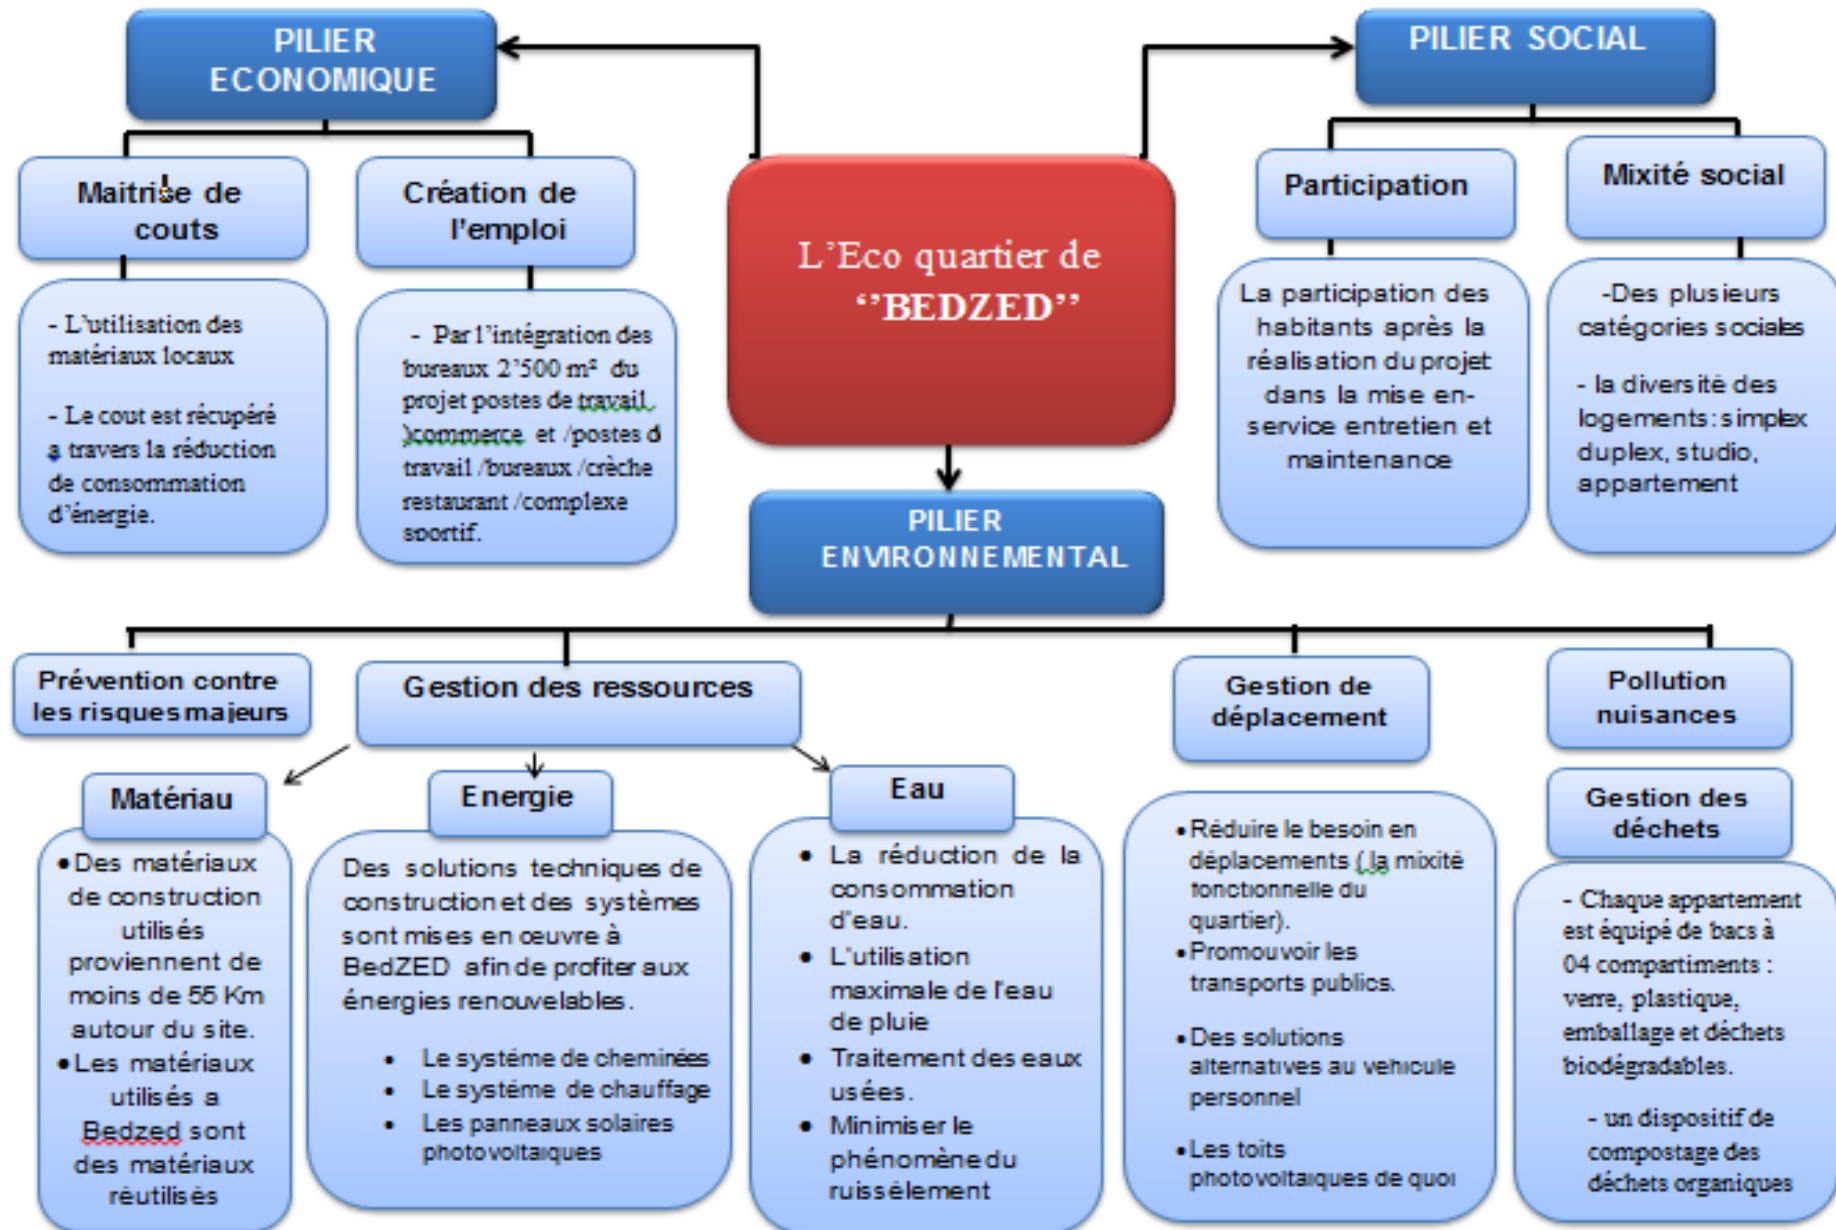 PILIER
ECONOMIQUE
PILIER SOCIAL
Maitrise de
couts
Création de
l'emploi
L'Eco quartier de
‘’BEDZED’’
Participation
Mixité social
- L'utilisation des
matériaux locaux
- Le cout est récupéré
a travers la réduction
de consommation
d'énergie.
- Par l'intégration des
bureaux 2'500 m² du
projet postes de travail
)commerce et /postes d
travail /bureaux /crèche
restaurant /complexe
sportif.
La participation des
habitants après la
réalisation du projet
dans la mise en-
service entretien et
maintenance
-Des plusieurs
catégories sociales
- la diversité des
logements: simplex
duplex, studio,
appartement
PILIER
ENVIRONNEMENTAL
Prévention contre
les risques majeurs
Gestion des ressources
Gestion de
déplacement
Pollution
nuisances
Matériau
Energie
Eau
Gestion des
déchets
•Des matériaux
de construction
utilisés
proviennent de
moins de 55 Km
autour du site.
•Les matériaux
utilisés a
Bedzed sont
des matériaux
réutilisés
Des solutions techniques de
construction et des systèmes
sont mises en œuvre à
BedZED afin de profiter aux
énergies renouvelables.
• Le système de cheminées
• Le système de chauffage
• Les panneaux solaires
photovoltaiques
• La réduction de la
consommation
d'eau.
• L'utilisation
maximale de l'eau
de pluie
• Traitement des eaux
usées.
• Minimiser le
phénomène du
ruissèlement
•Réduire le besoin en
déplacements ( la mixité
fonctionnelle du
quartier).
•Promouvoir les
transports publics.
•Des solutions
alternatives au vehicule
personnel
•Les toits
photovoltaiques de quoi
- Chaque appartement
est équipé de bacs à
04 compartiments :
verre, plastique,
emballage et déchets
biodégradables.
- un dispositif de
compostage des
déchets organiques